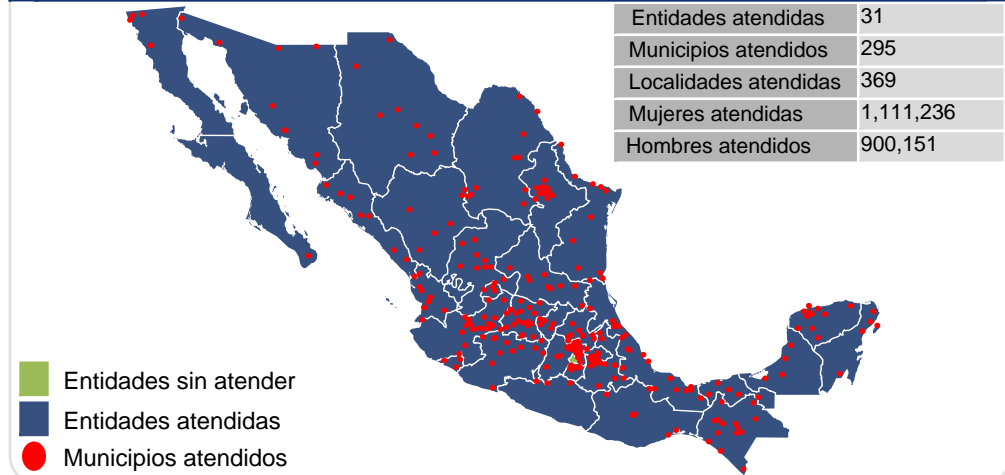 Entidades atendidas 31
Municipios atendidos 295
Localidades atendidas 369
Mujeres atendidas 1,111,236
Hombres atendidos 900,151
Entidades sin atender
Entidades atendidas
Municipios atendidos